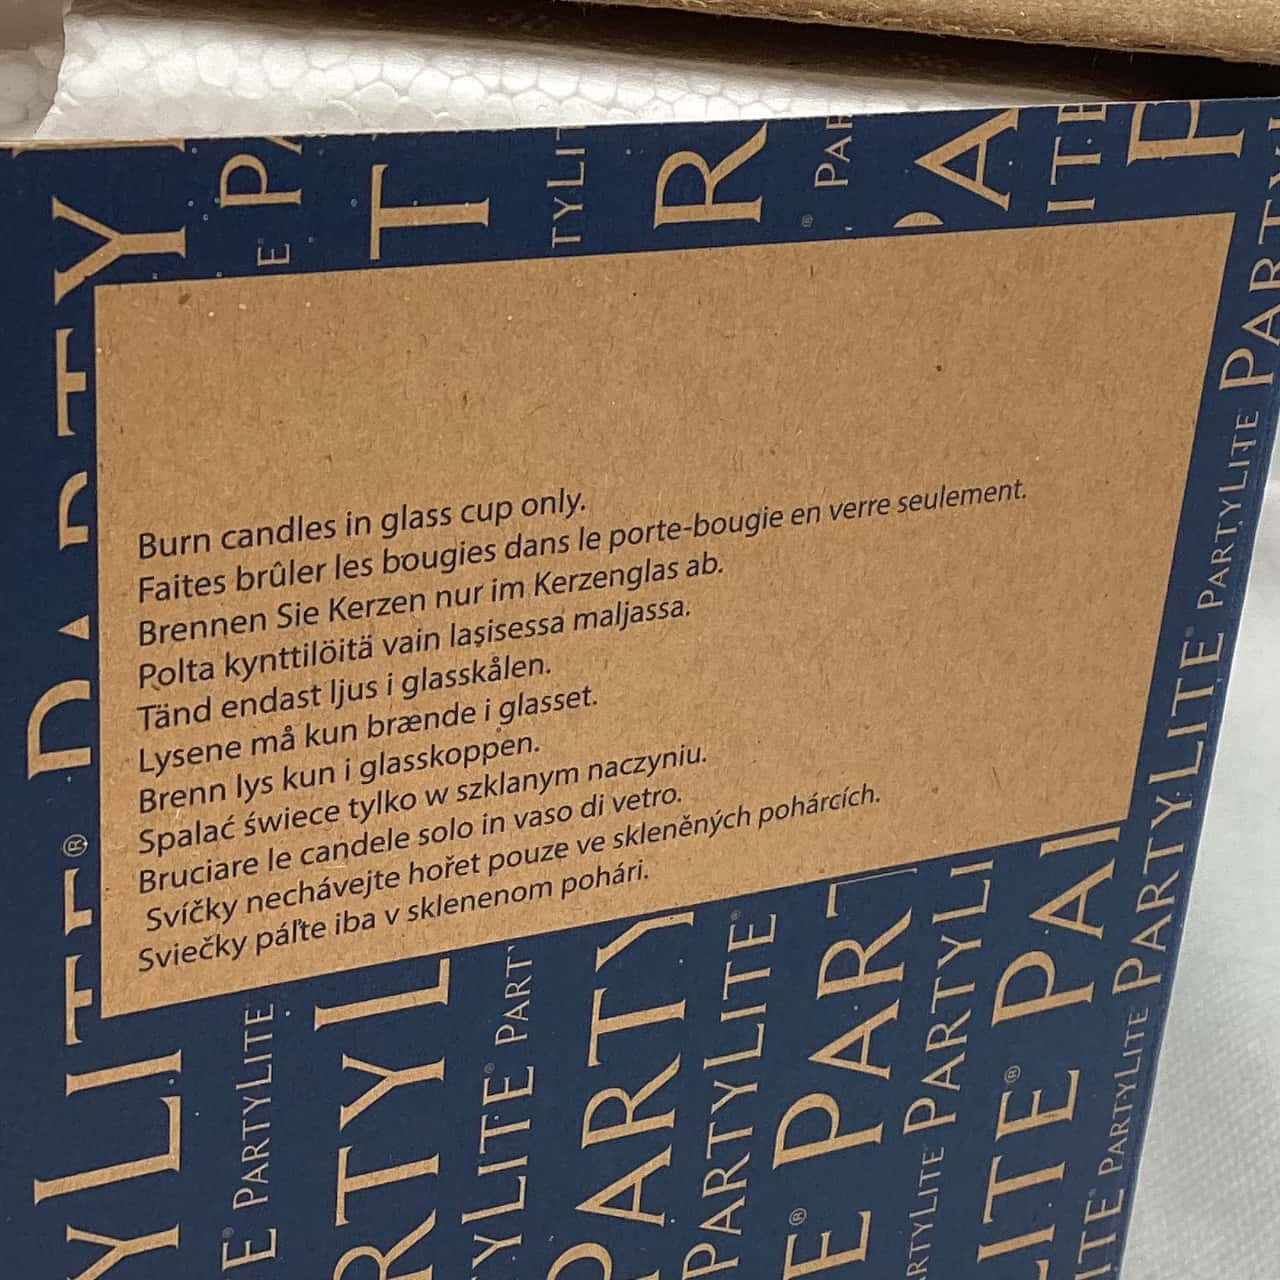 Burn candles in glass cup only.
Faites brûler les bougies dans le porte-bougie en verre seulement.
Brennen Sie Kerzen nur im Kerzenglas ab.
Polta kynttilöitä vain lasisessa maljassa.
Tänd endast ljus i glasskålen.
Lysene må kun brænde i glasset.
Brenn lys kun i glasskoppen.
Spalać świece tylko w szklanym naczyniu.
Bruciare le candele solo in vaso di vetro.
Svíčky nechávejte hořet pouze ve skleněných pohárcích.
Sviečky páľte iba v sklenenom pohári.
PARTYLITE
PARTYLITE®
PARTYLITE
PARTYLITE®
PARTYLITE